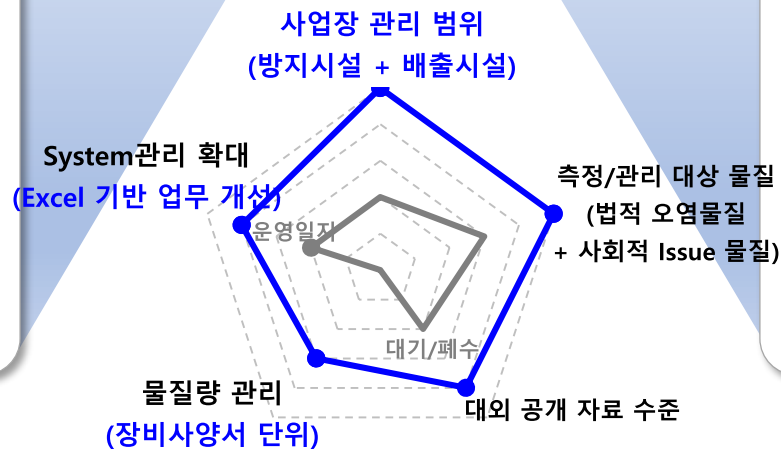 사업장 관리 범위
(방지시설 + 배출시설)
System관리 확대
(Excel 기반 업무 개선)
측정/관리 대상 물질
(법적 오염물질
+ 사회적 Issue 물질)
운영일지
대기/폐수
물질량 관리
(장비사양서 단위)
대외 공개 자료 수준